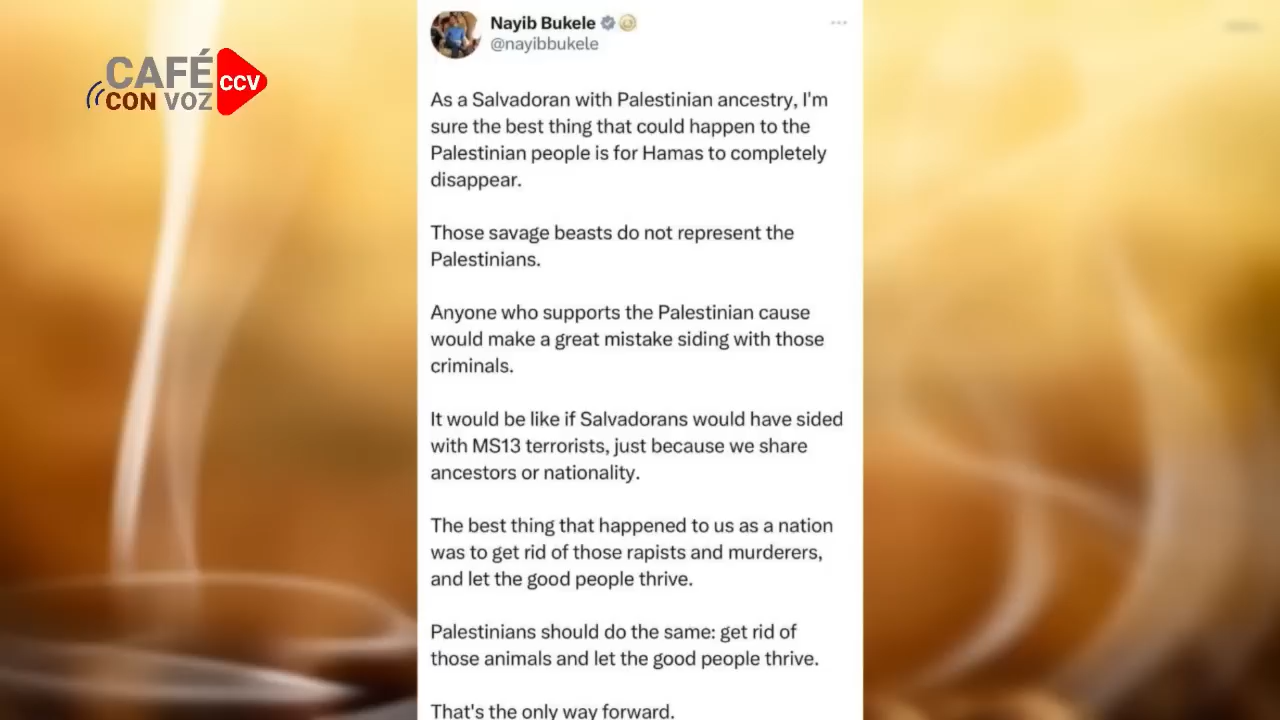 CAFÉ
CON VOZ
CCV
Nayib Bukele
@nayibbukele
As a Salvadoran with Palestinian ancestry, I'm
sure the best thing that could happen to the
Palestinian people is for Hamas to completely
disappear.
Those savage beasts do not represent the
Palestinians.
Anyone who supports the Palestinian cause
would make a great mistake siding with those
criminals.
It would be like if Salvadorans would have sided
with MS13 terrorists, just because we share
ancestors or nationality.
The best thing that happened to us as a nation
was to get rid of those rapists and murderers,
and let the good people thrive.
Palestinians should do the same: get rid of
those animals and let the good people thrive.
That's the only way forward.